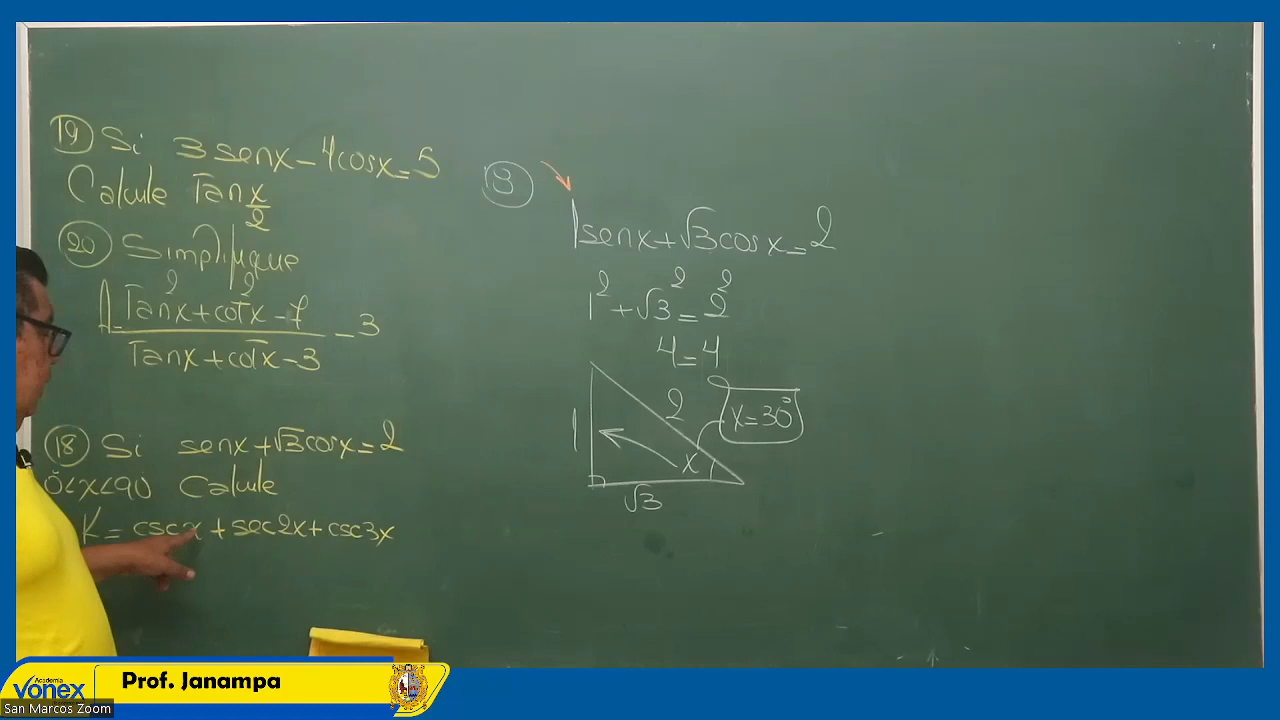 19 Si 3senx-4cosx=5
Calcule Tan x/2
20 Simplifique
A= Tan²x+cot²x-7 / Tanx+cotx-3 -3
18 Si senx+√3cosx=2
0°<x<90 Calcule
K= cscx+sec2x+csc3x
18
1senx+√3cosx=2
1²+√3²=2²
4=4
2
x=30°
1
x
√3
Academia
vonex
Prof. Janampa
San Marcos Zoom